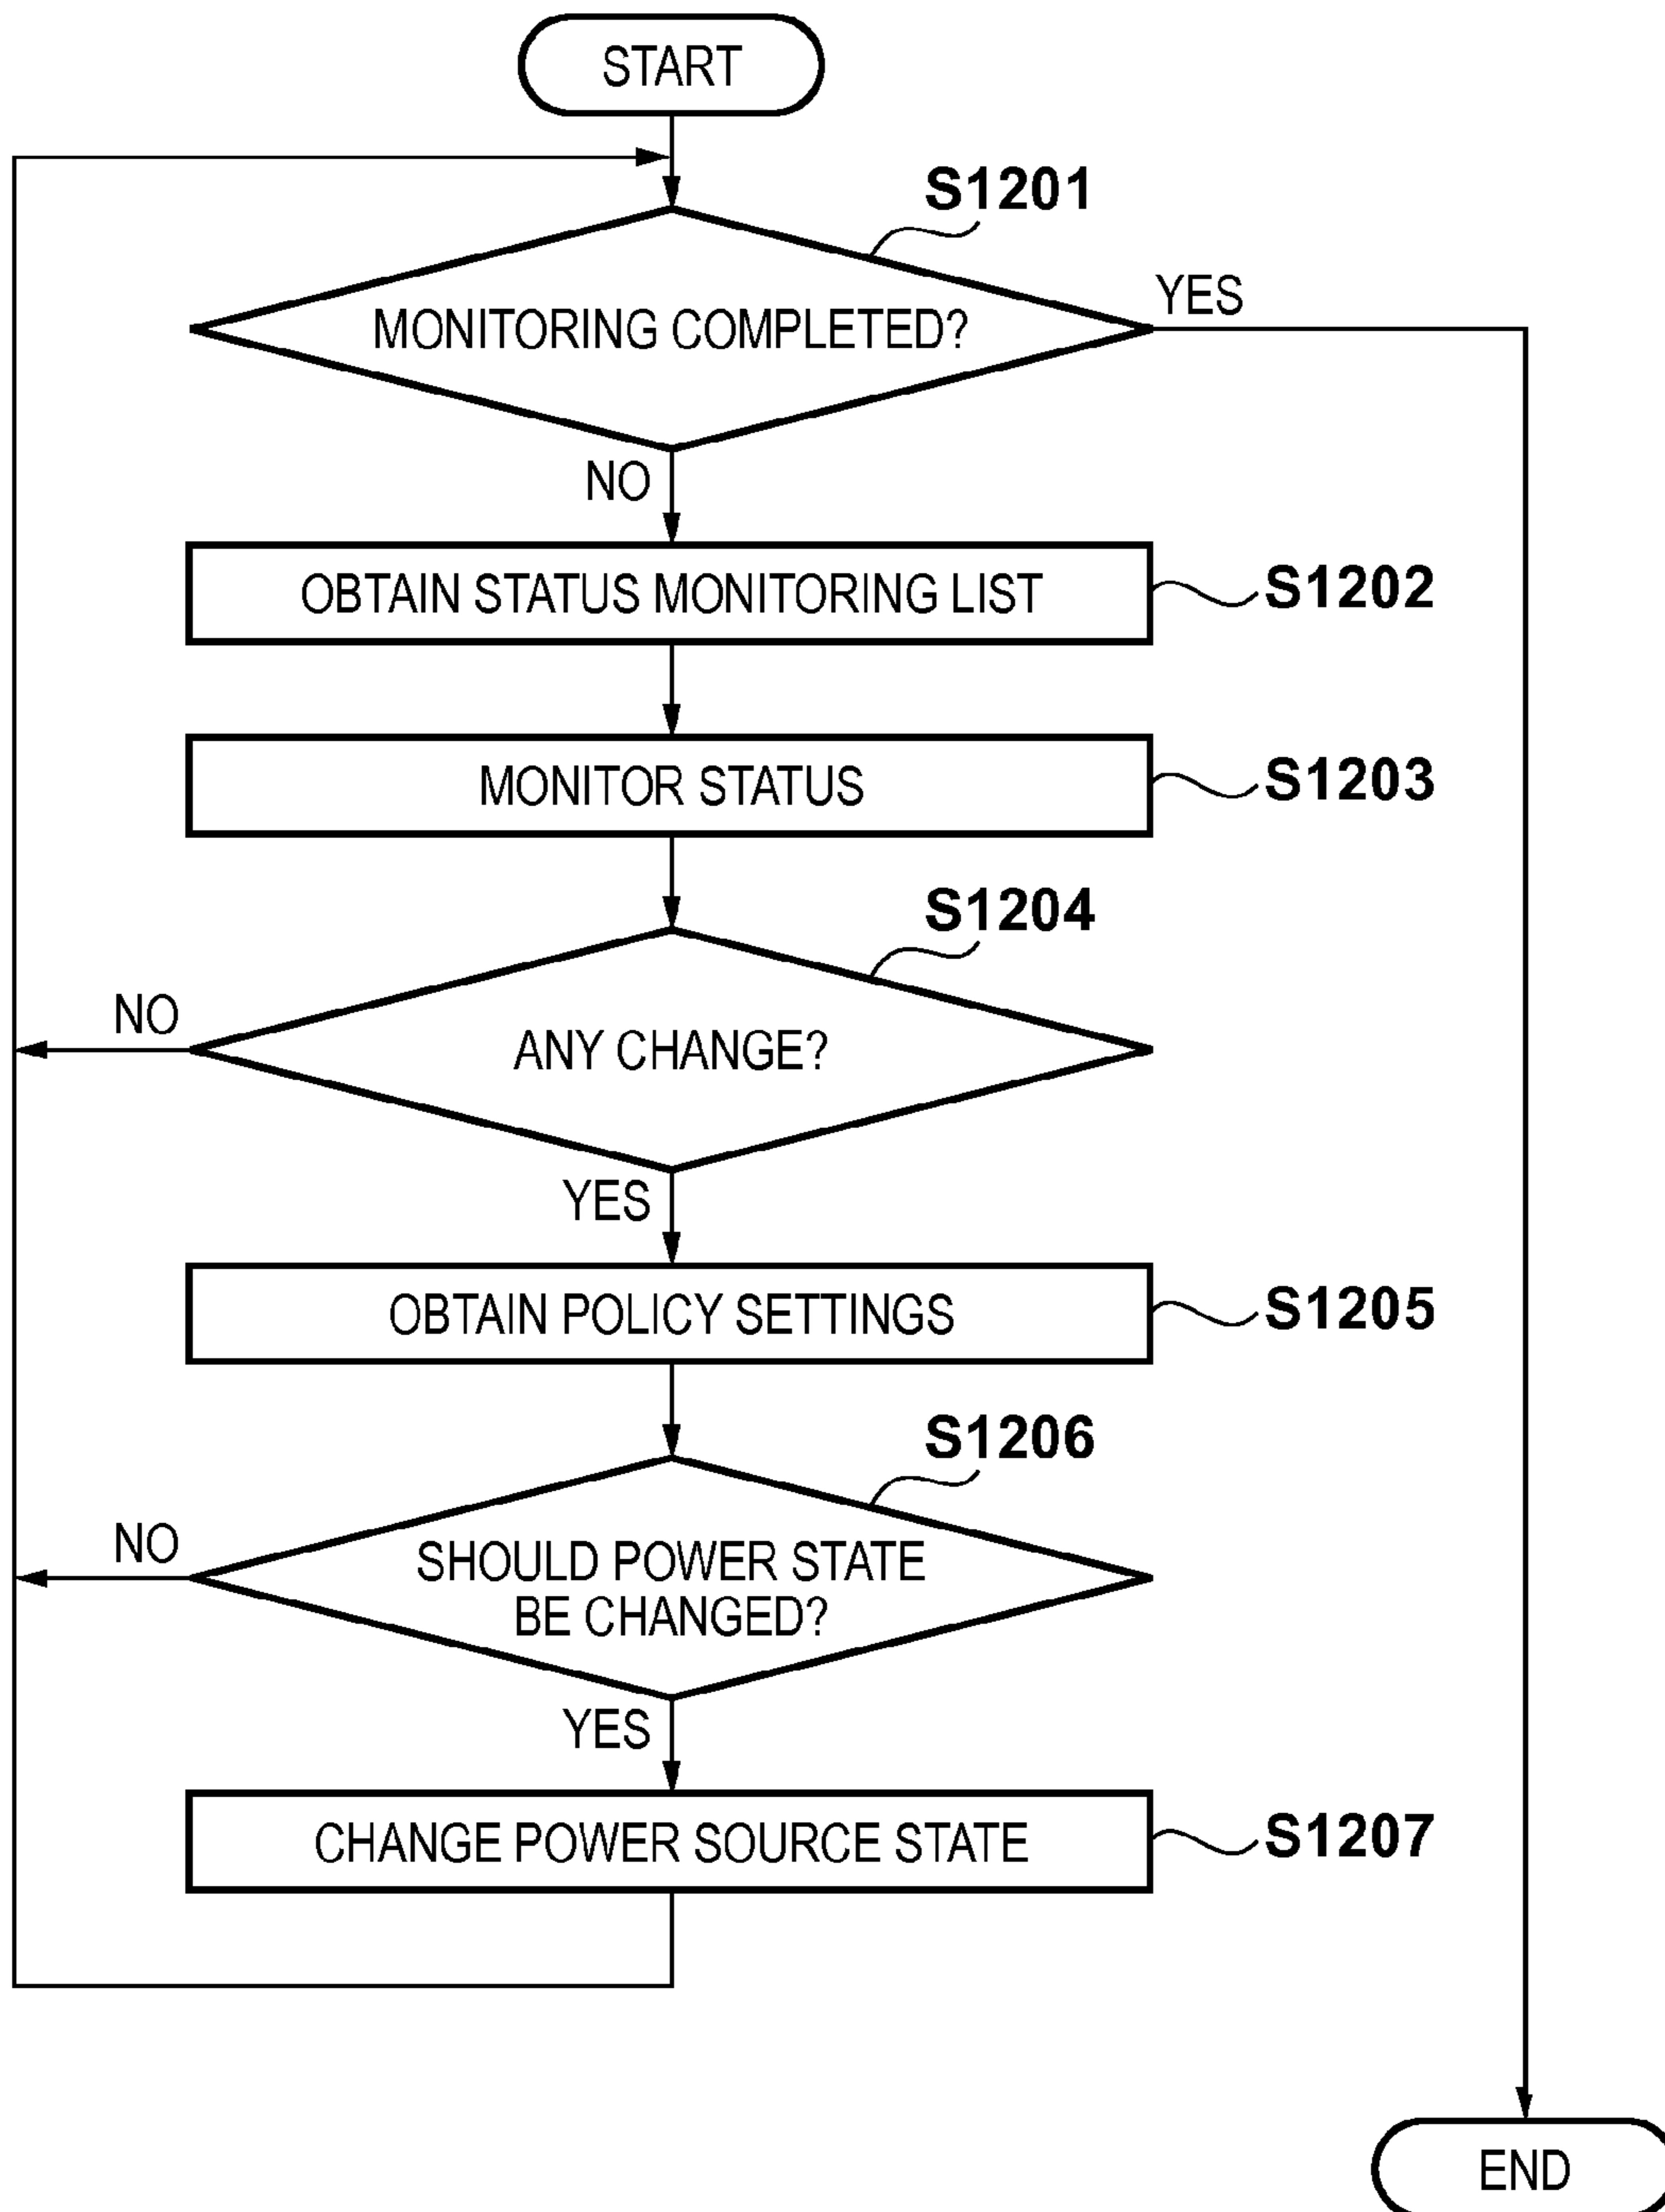 START
S1201
MONITORING COMPLETED?
YES
NO
OBTAIN STATUS MONITORING LIST
S1202
MONITOR STATUS
S1203
S1204
NO
ANY CHANGE?
YES
OBTAIN POLICY SETTINGS
S1205
S1206
NO
SHOULD POWER STATE
BE CHANGED?
YES
CHANGE POWER SOURCE STATE
S1207
END